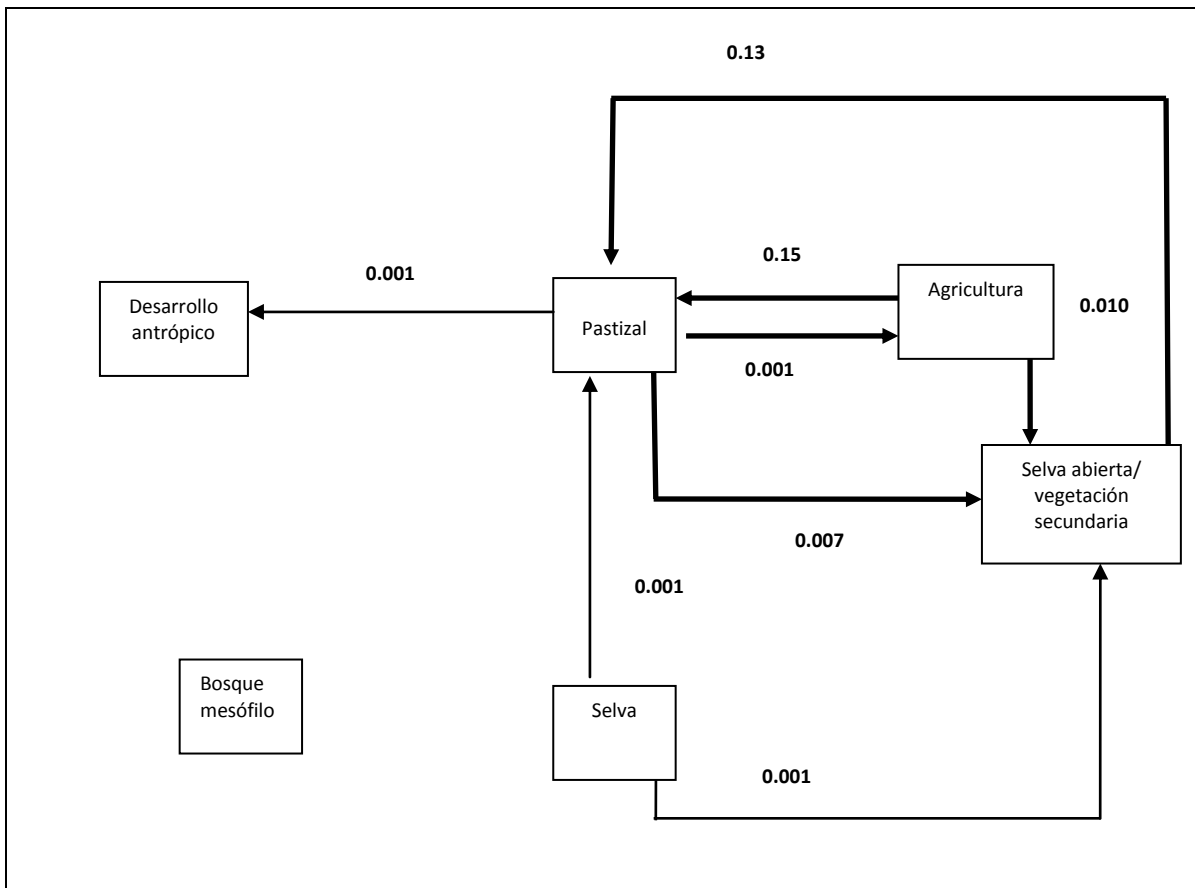 0.13
0.15
0.001
Agricultura
Desarrollo
antrópico
0.010
Pastizal
0.001
Selva abierta/
vegetación
secundaria
0.007
0.001
Bosque
mesófilo
Selva
0.001